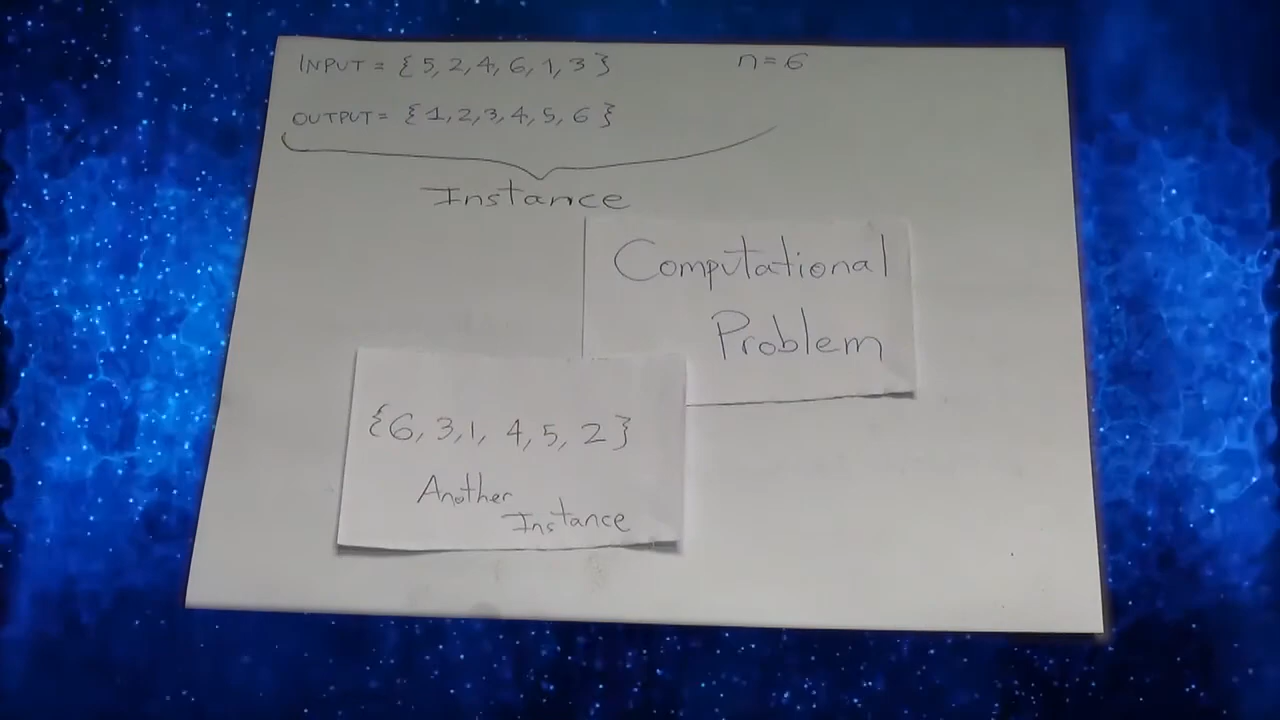 INPUT = { 5, 2, 4, 6, 1, 3 }
n = 6
OUTPUT = { 1, 2, 3, 4, 5, 6 }
Instance
Computational
Problem
{6, 3, 1, 4, 5, 2}
Another
Instance